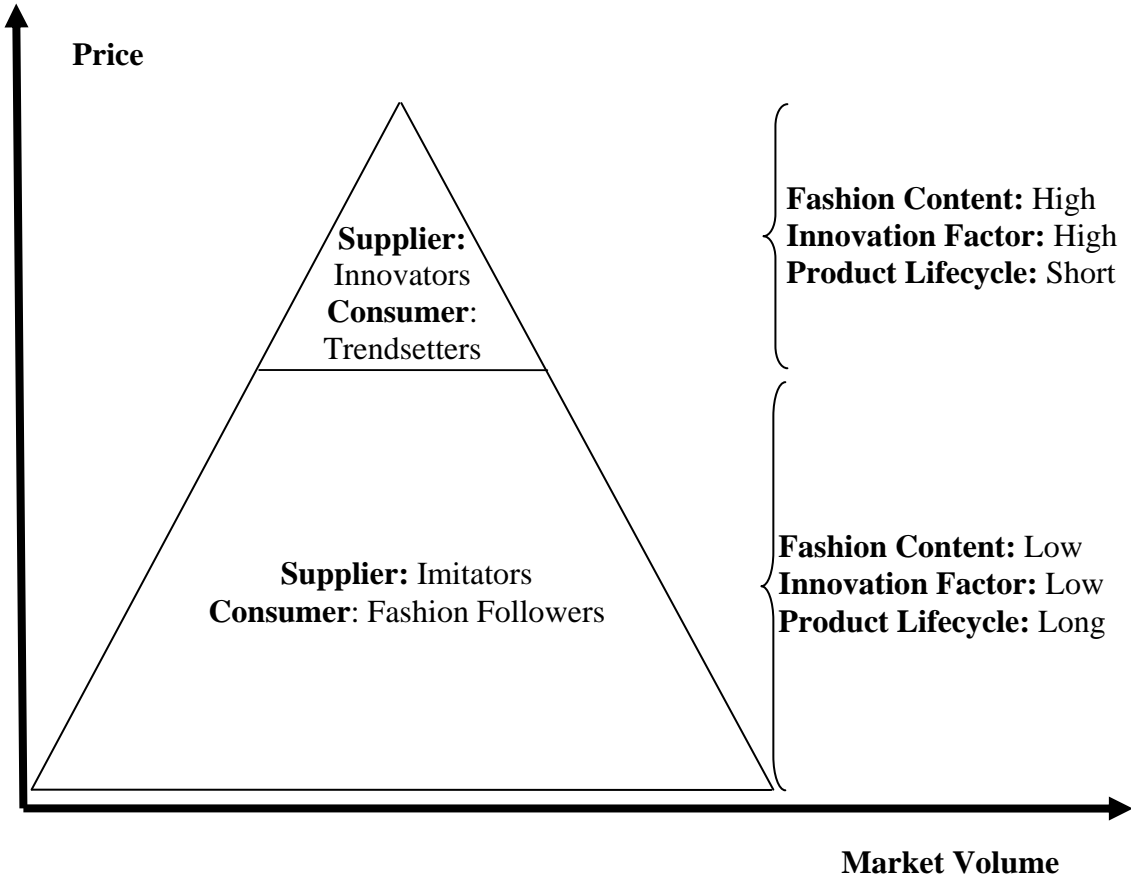 Price
Supplier:
Innovators
Consumer:
Trendsetters
Fashion Content: High
Innovation Factor: High
Product Lifecycle: Short
Supplier: Imitators
Consumer: Fashion Followers
Fashion Content: Low
Innovation Factor: Low
Product Lifecycle: Long
Market Volume